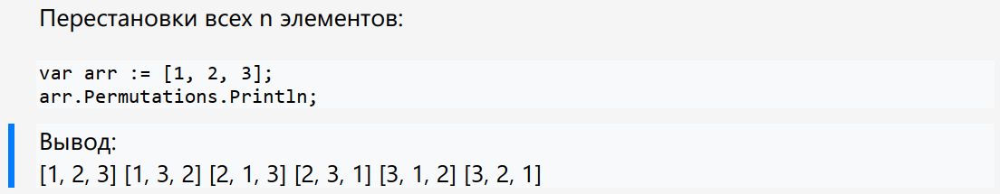 Перестановки всех n элементов:
var arr := [1, 2, 3];
arr.Permutations.Println;
Вывод:
[1, 2, 3] [1, 3, 2] [2, 1, 3] [2, 3, 1] [3, 1, 2] [3, 2, 1]